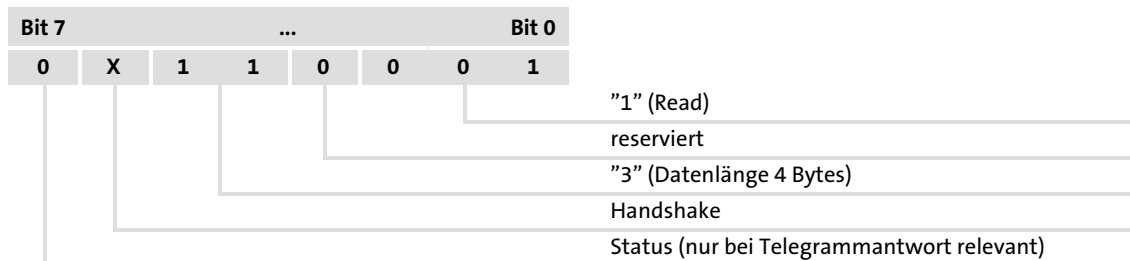 Bit 7 ... Bit 0
0 X 1 1 0 0 0 1
”1” (Read)
reserviert
”3” (Datenlänge 4 Bytes)
Handshake
Status (nur bei Telegrammantwort relevant)